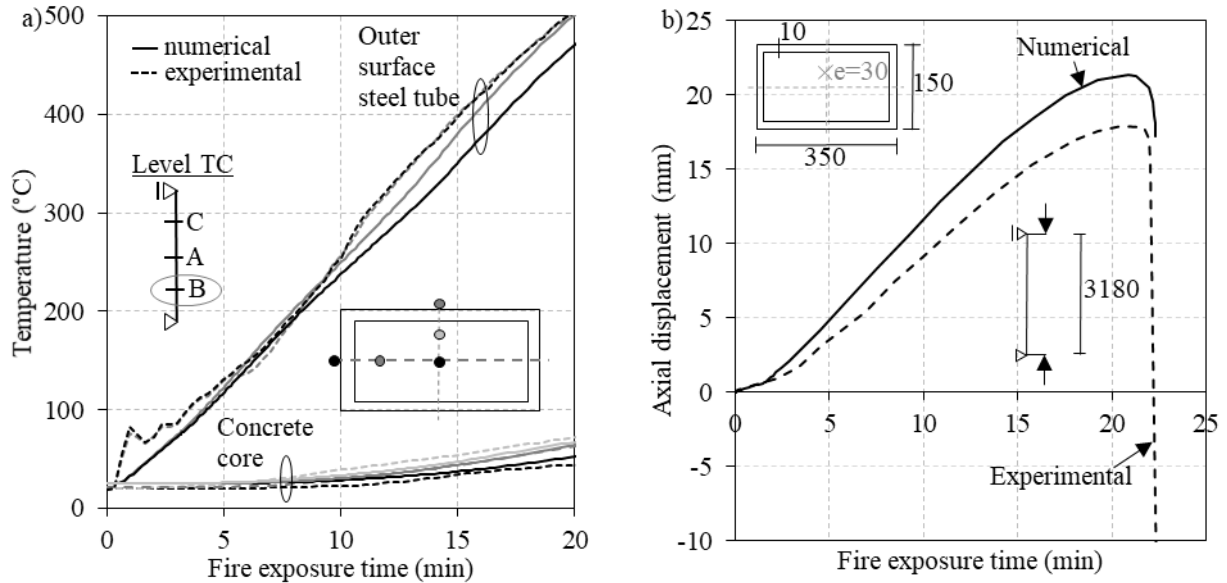 a)
500
400
300
200
100
0
Temperature (°C)
numerical
experimental
Outer
surface
steel tube
Level TC
C
A
B
Concrete
core
0
5
10
15
20
Fire exposure time (min)
b)
25
20
15
10
5
0
-5
-10
Axial displacement (mm)
10
e=30
150
350
Numerical
3180
Experimental
0
5
10
15
20
25
Fire exposure time (min)